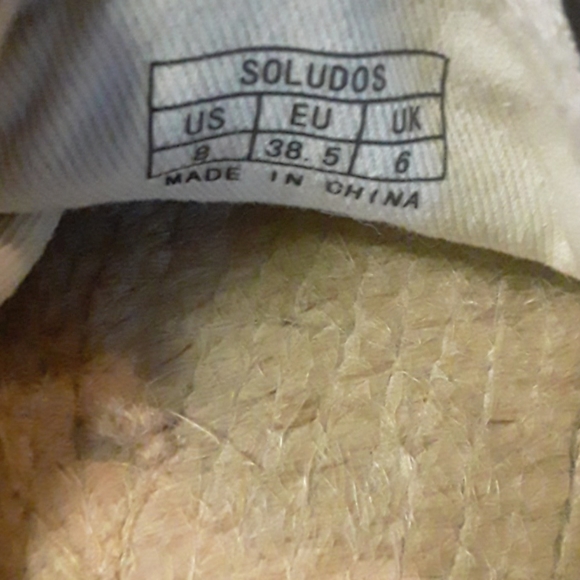 SOLUDOS
US EU UK
8 38.5 6
MADE IN CHINA